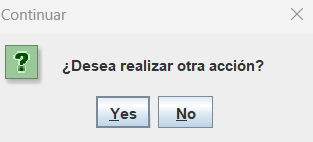 Continuar
¿Desea realizar otra acción?
Yes No